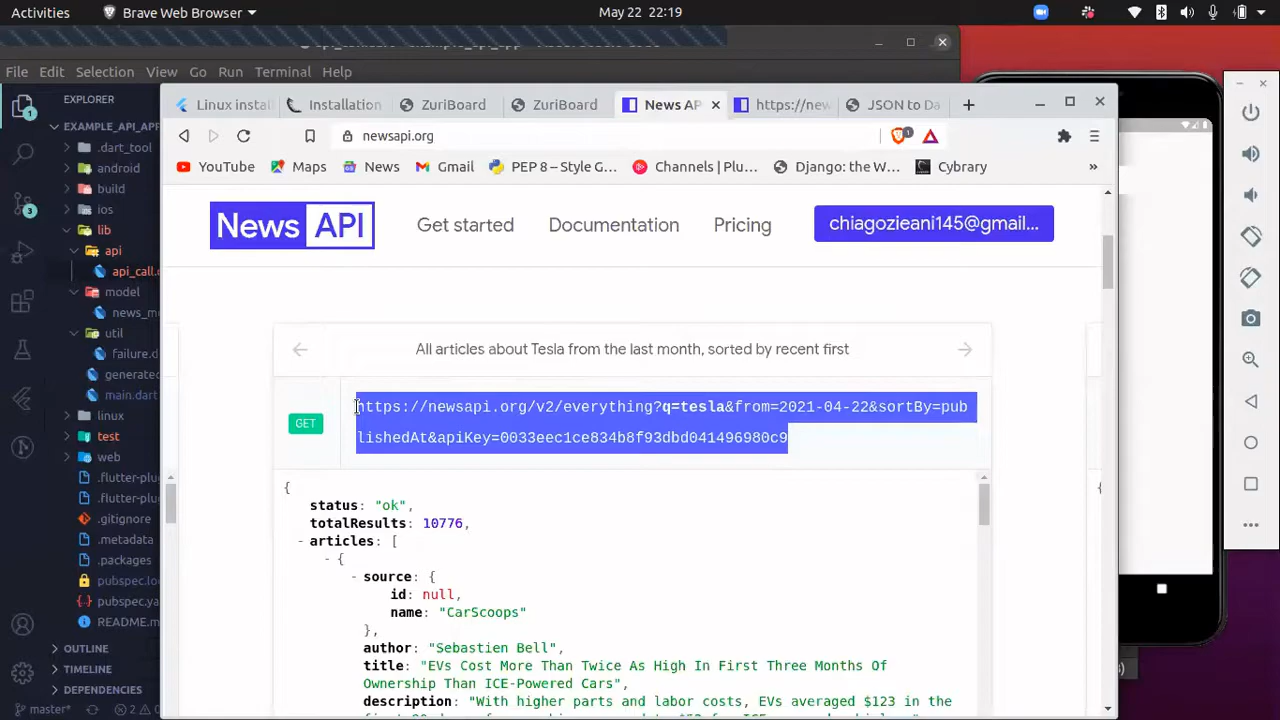 Activities
Brave Web Browser
May 22 22:19
File Edit Selection View Go Run Terminal Help
EXPLORER
EXAMPLE_API_APP
.dart_tool
android
build
ios
lib
api
api_call.
model
news_m
util
failure.d
generated
main.dart
linux
test
web
.flutter-plu
.flutter-plu
.gitignore
.metadata
.packages
pubspec.lo
pubspec.ya
README.m
OUTLINE
TIMELINE
DEPENDENCIES
markov*
2
3
1
Linux instal
Installation
ZuriBoard
ZuriBoard
News AP
https://nev
JSON to Da
newsapi.org
1
YouTube
Maps
News
Gmail
PEP 8 – Style G...
Channels | Plu...
Django: the W...
Cybrary
»
News API
Get started
Documentation
Pricing
chiagozieani145@gmail...
All articles about Tesla from the last month, sorted by recent first
GET
https://newsapi.org/v2/everything?q=tesla&from=2021-04-22&sortBy=pub
lishedAt&apiKey=0033eec1ce834b8f93dbd041496980c9
{
status: "ok",
totalResults: 10776,
- articles: [
- {
- source: {
id: null,
name: "CarScoops"
},
author: "Sebastien Bell",
title: "EVs Cost More Than Twice As High In First Three Months Of
Ownership Than ICE-Powered Cars",
description: "With higher parts and labor costs, EVs averaged $123 in the